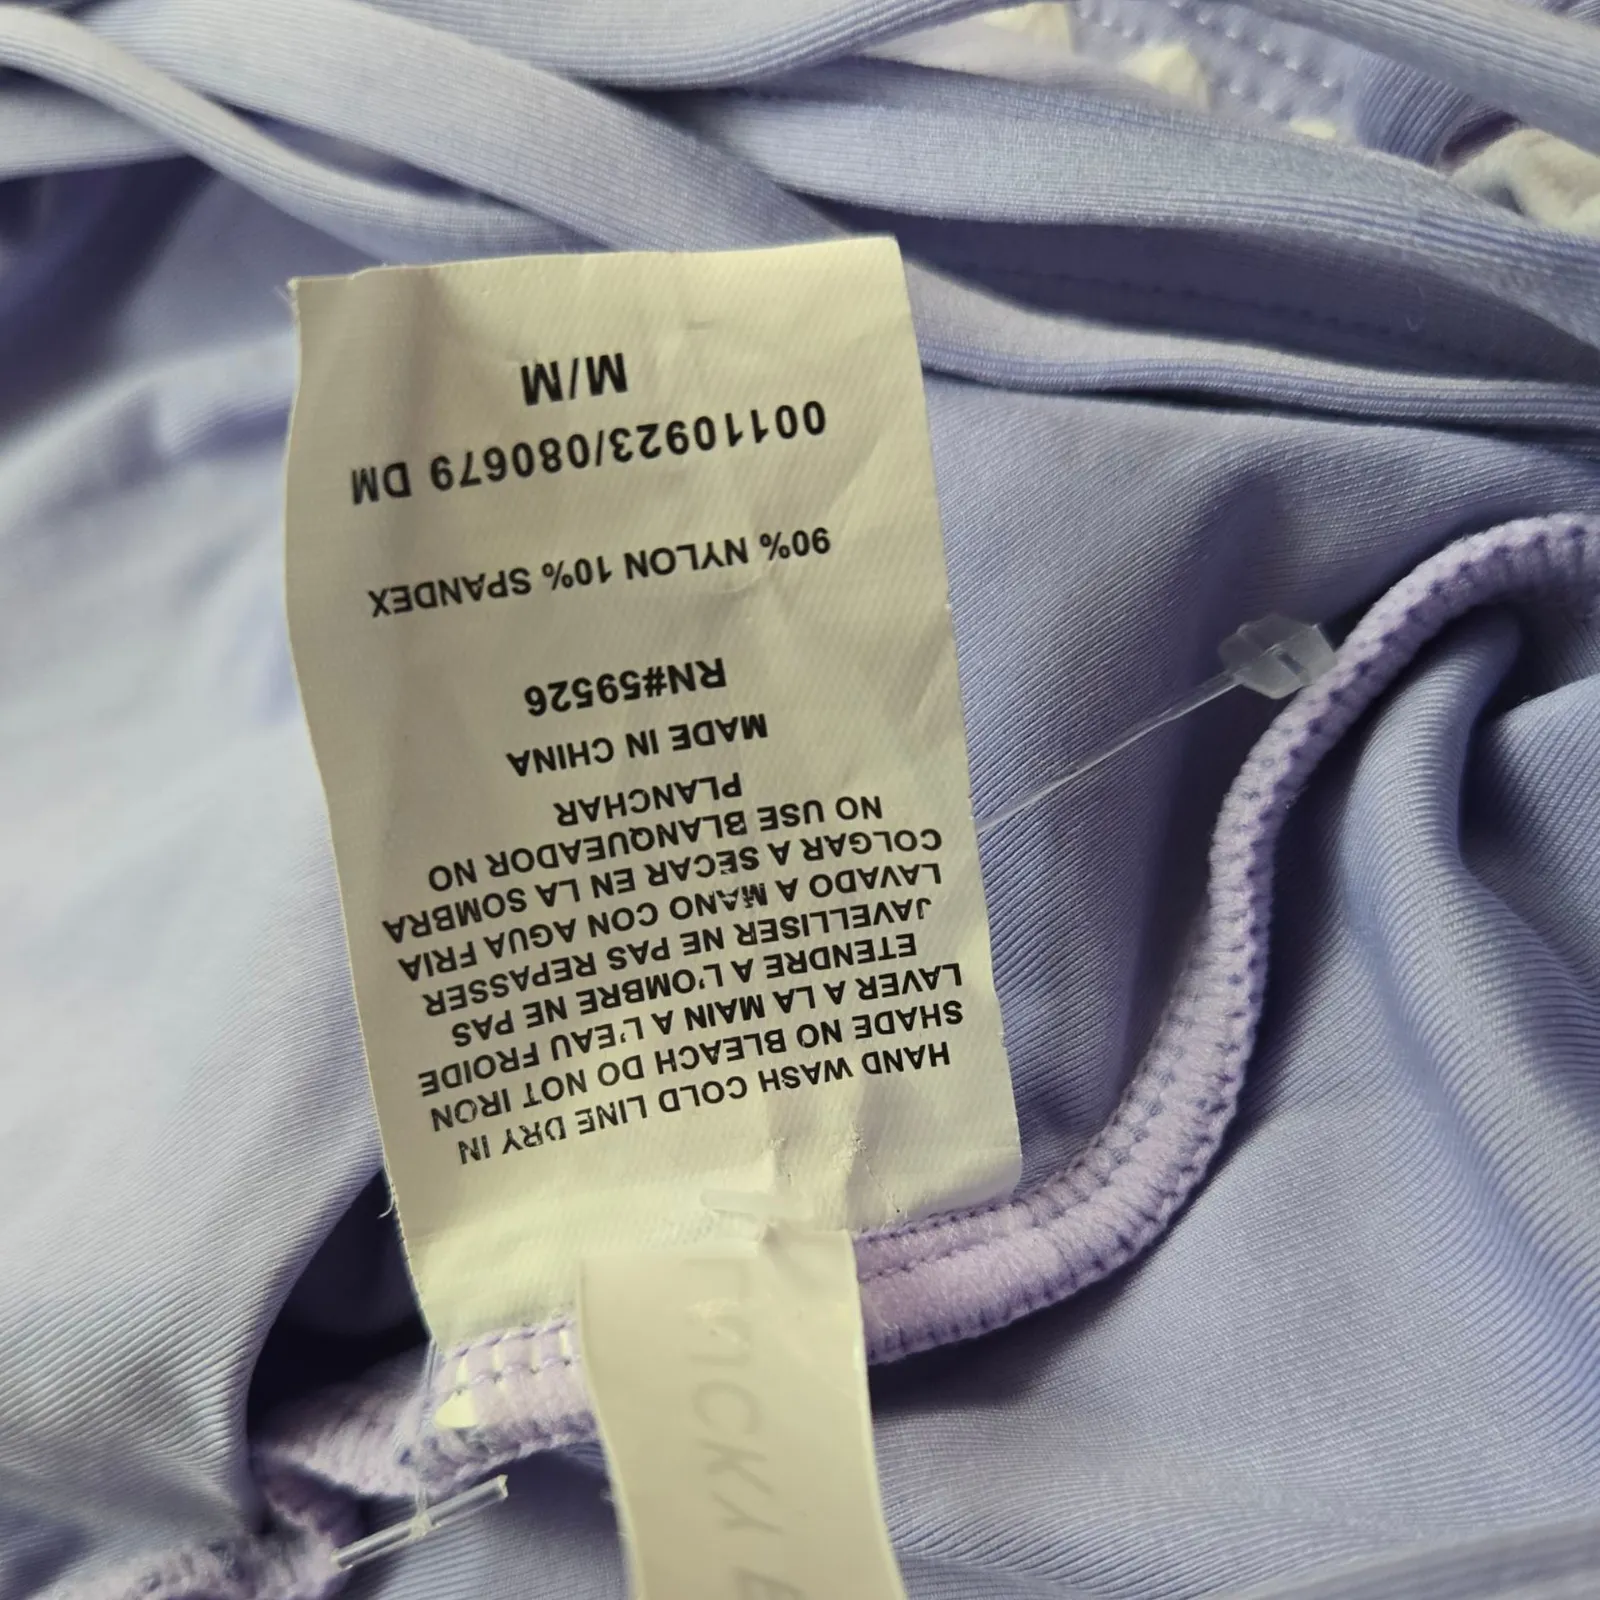 M/M
00110923/080679 DM
90% NYLON 10% SPANDEX
RN#59526
MADE IN CHINA
PLANCHAR
NO USE BLANQUEADOR NO
COLGAR A SECAR EN LA SOMBRA
LAVADO A MANO CON AGUA FRIA
JAVELLISER NE PAS REPASSER
ETENDRE A L'OMBRE NE PAS
LAVER A LA MAIN A L'EAU FROIDE
SHADE NO BLEACH DO NOT IRON
HAND WASH COLD LINE DRY IN